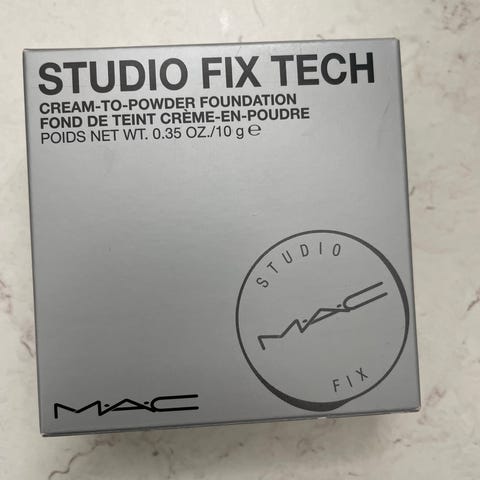 STUDIO FIX TECH
CREAM-TO-POWDER FOUNDATION
FOND DE TEINT CRÈME-EN-POUDRE
POIDS NET WT. 0.35 OZ./10 g ℮
STUDIO
M·A·C
FIX
M·A·C